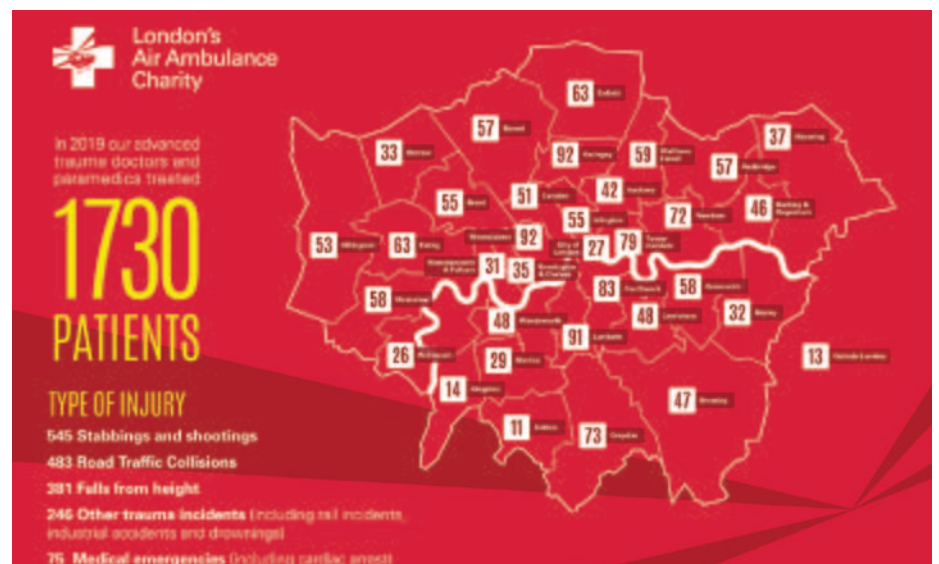 London's
Air Ambulance
Charity
In 2019 our advanced
trauma doctors and
paramedics treated
1730
PATIENTS
TYPE OF INJURY
545 Stabbings and shootings
483 Road Traffic Collisions
381 Falls from height
246 Other trauma incidents (including rail incidents,
industrial accidents and drownings)
75 Medical emergencies (including cardiac arrest)
63 Enfield
57 Barnet
37 Havering
33 Harrow
92 Haringey
59 Waltham
Forest
57 Redbridge
55 Brent
51 Camden
42 Hackney
55 Islington
72 Newham
46 Barking &
Dagenham
53 Hillingdon
63 Ealing
Westminster 92
City of
London 27
79 Tower
Hamlets
Hammersmith
& Fulham 31
35 Kensington
& Chelsea
58 Hounslow
83 Southwark
58 Greenwich
48 Wandsworth
48 Lewisham
32 Bexley
91 Lambeth
26 Richmond
29 Merton
13 Outside London
14 Kingston
47 Bromley
11 Sutton
73 Croydon